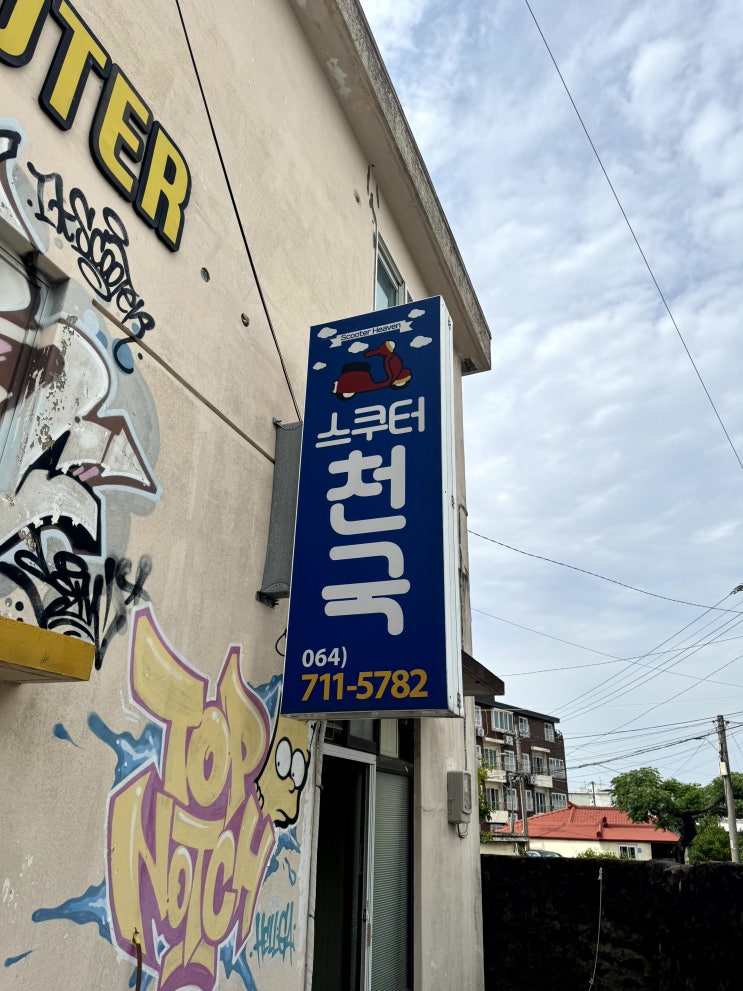 OTER
Scooter Heaven
스쿠터
천국
064)
711-5782
TOP
NOTCH